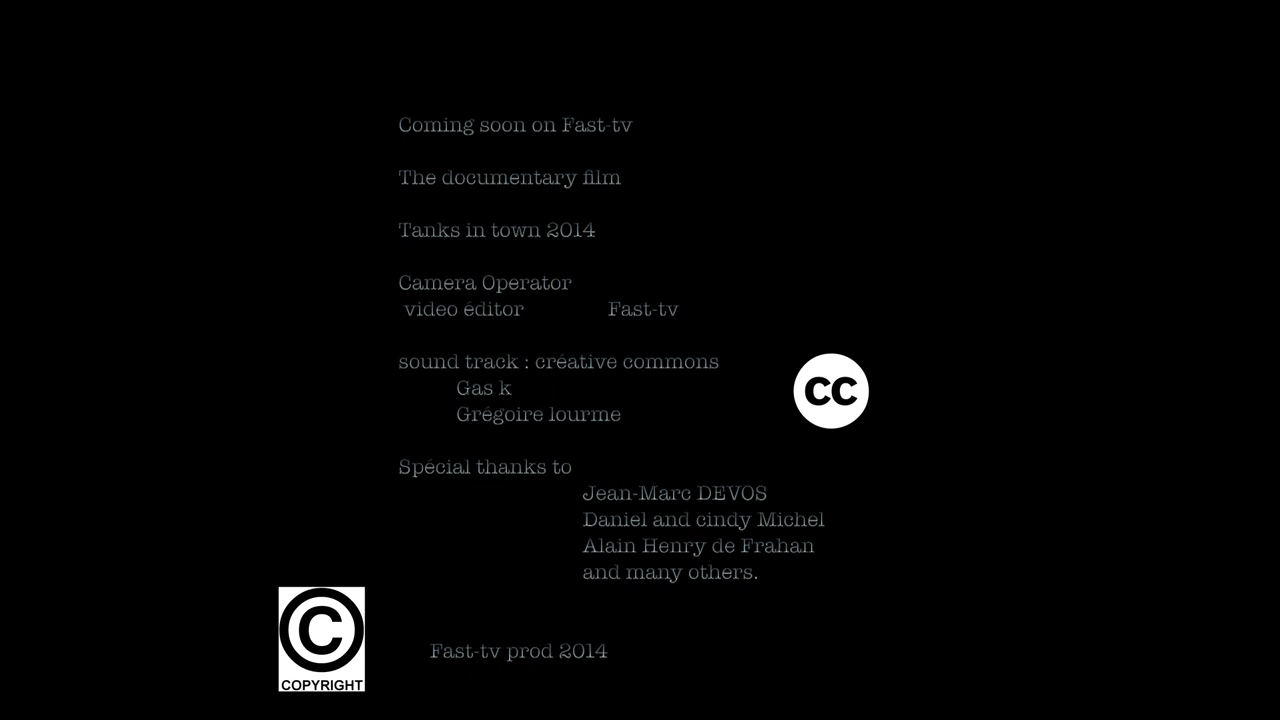 Coming soon on Fast-tv
The documentary film
Tanks in town 2014
Camera Operator
video éditor Fast-tv
sound track : créative commons
Gas k
Grégoire lourme
CC
Spécial thanks to
Jean-Marc DEVOS
Daniel and cindy Michel
Alain Henry de Frahan
and many others.
C
COPYRIGHT
Fast-tv prod 2014